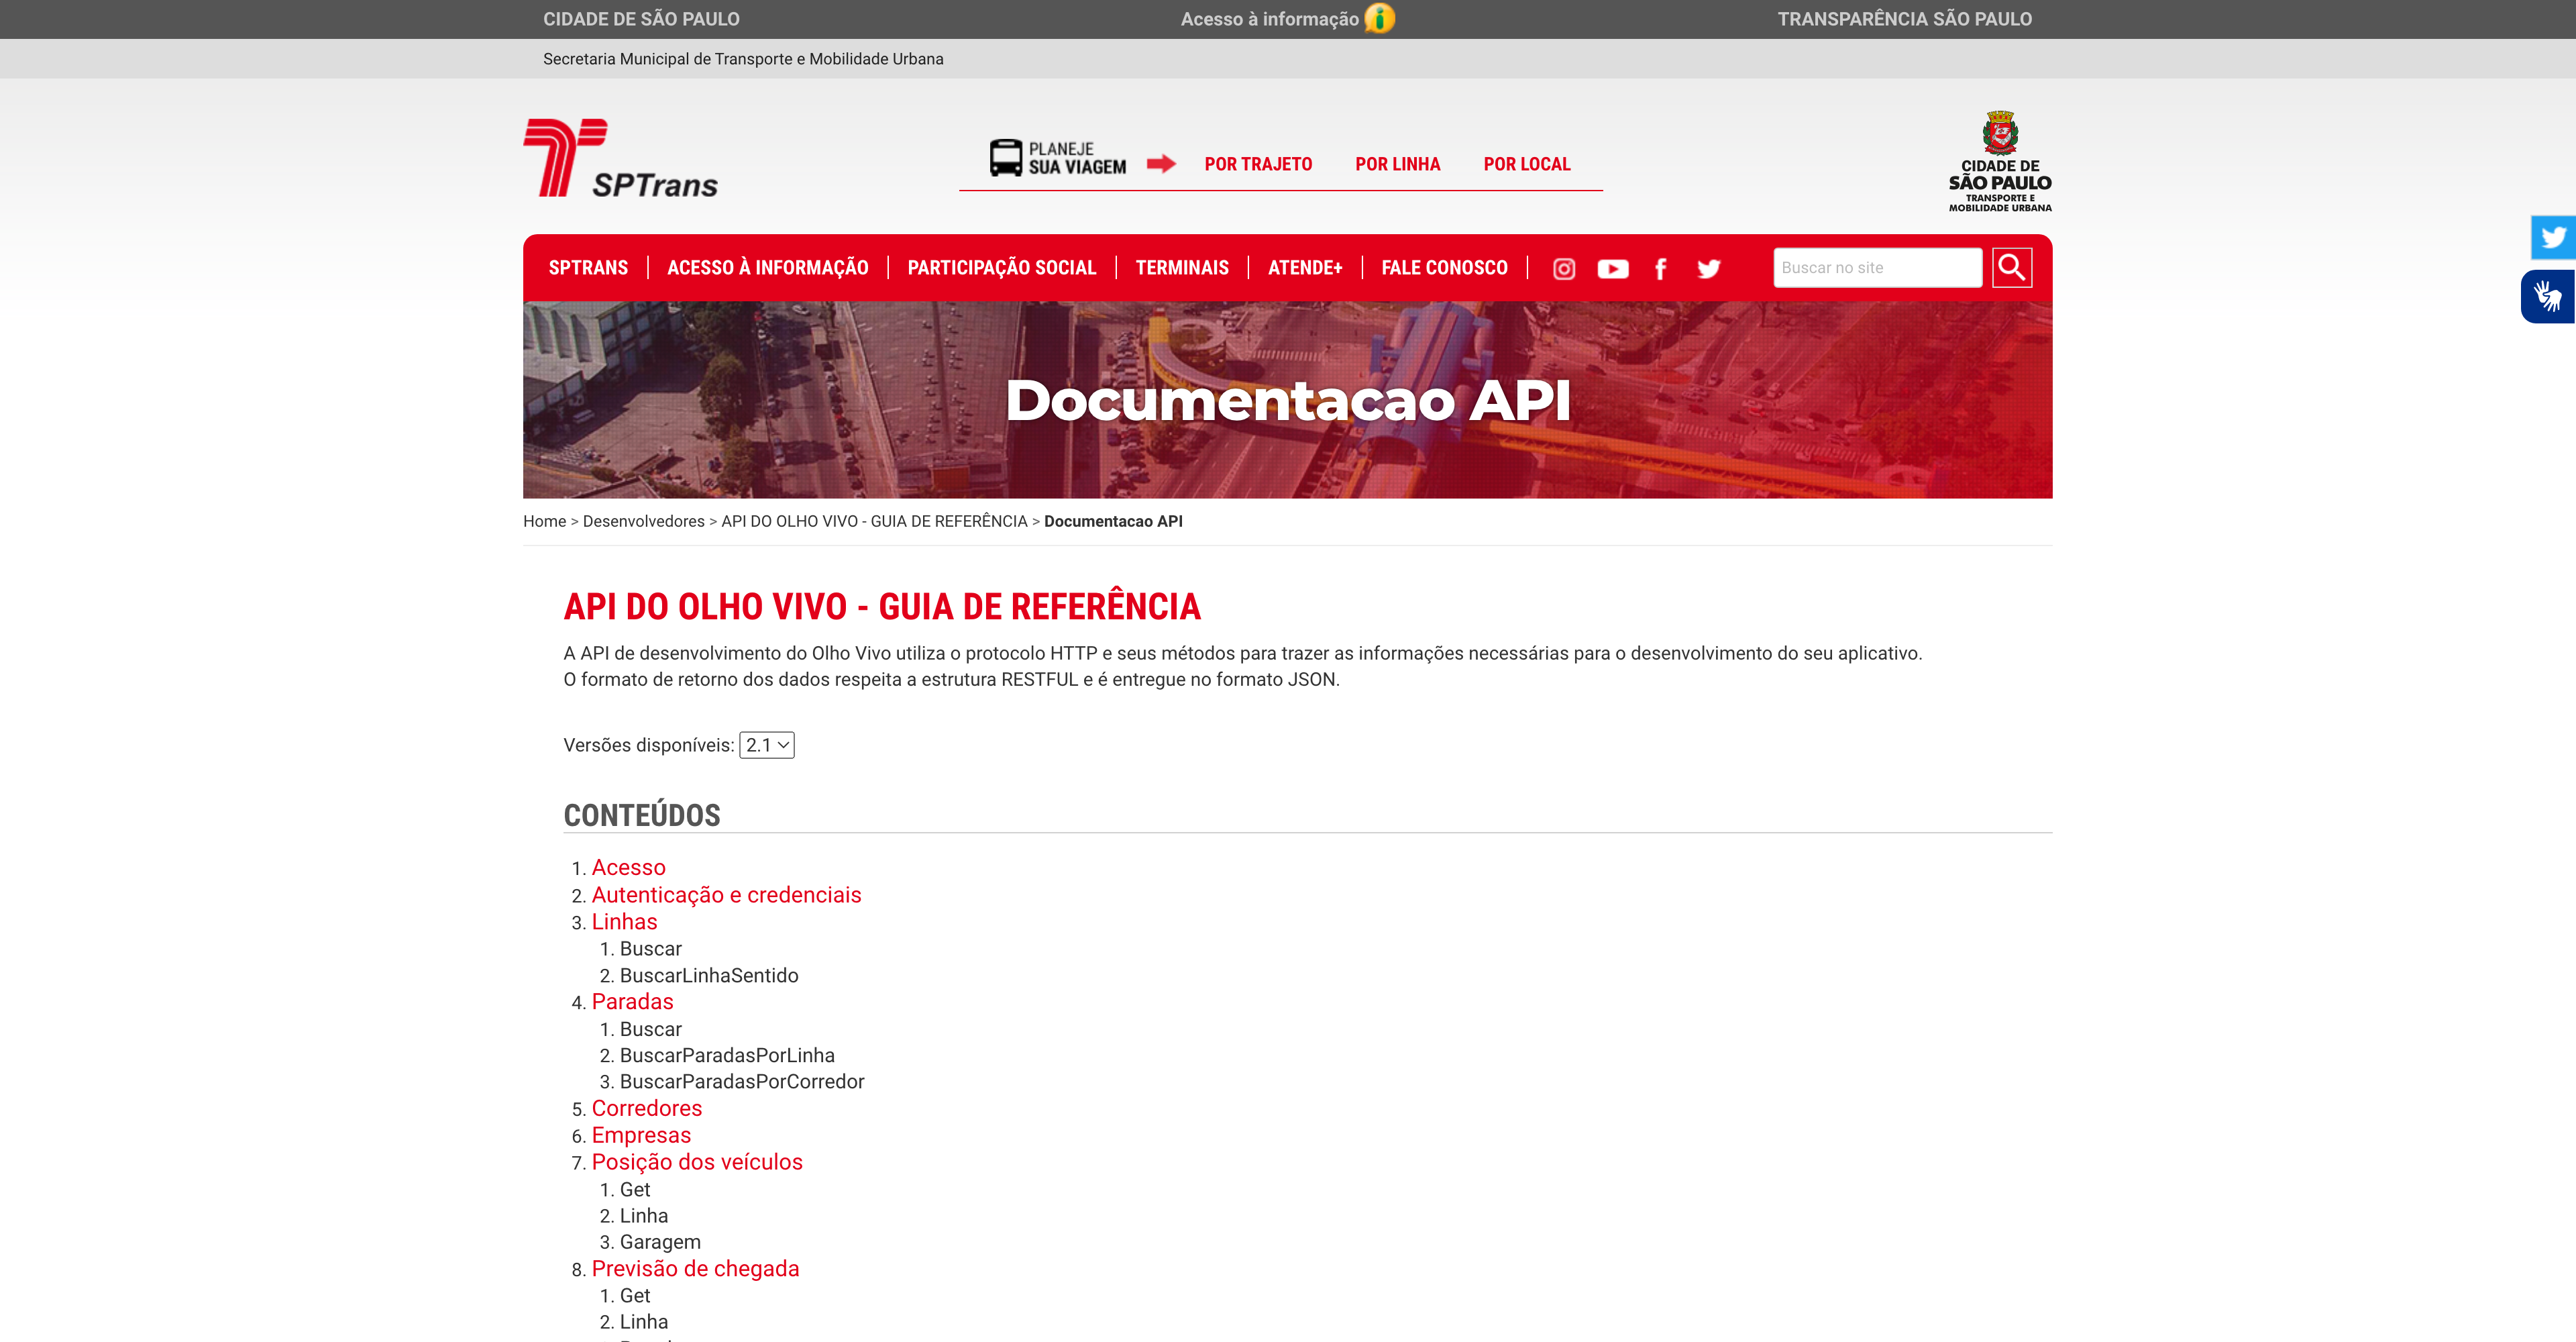 CIDADE DE SÃO PAULO
Acesso à informação
TRANSPARÊNCIA SÃO PAULO
Secretaria Municipal de Transporte e Mobilidade Urbana
SPTrans
PLANEJE
SUA VIAGEM
POR TRAJETO
POR LINHA
POR LOCAL
CIDADE DE
SÃO PAULO
TRANSPORTE E
MOBILIDADE URBANA
SPTRANS
ACESSO À INFORMAÇÃO
PARTICIPAÇÃO SOCIAL
TERMINAIS
ATENDE+
FALE CONOSCO
Buscar no site
Documentacao API
Home > Desenvolvedores > API DO OLHO VIVO - GUIA DE REFERÊNCIA > Documentacao API
API DO OLHO VIVO - GUIA DE REFERÊNCIA
A API de desenvolvimento do Olho Vivo utiliza o protocolo HTTP e seus métodos para trazer as informações necessárias para o desenvolvimento do seu aplicativo.
O formato de retorno dos dados respeita a estrutura RESTFUL e é entregue no formato JSON.
Versões disponíveis: 2.1
CONTEÚDOS
1. Acesso
2. Autenticação e credenciais
3. Linhas
1. Buscar
2. BuscarLinhaSentido
4. Paradas
1. Buscar
2. BuscarParadasPorLinha
3. BuscarParadasPorCorredor
5. Corredores
6. Empresas
7. Posição dos veículos
1. Get
2. Linha
3. Garagem
8. Previsão de chegada
1. Get
2. Linha